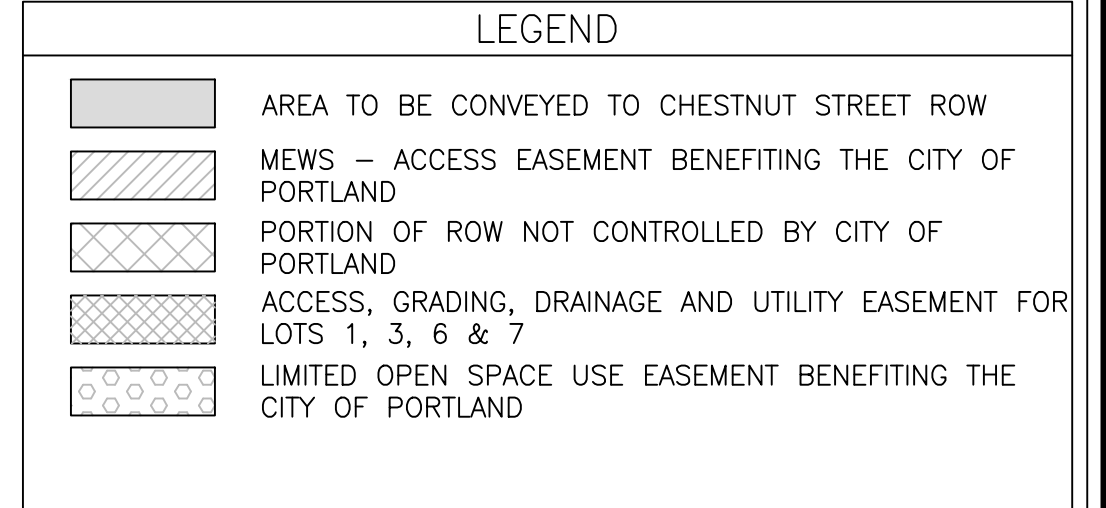 LEGEND
AREA TO BE CONVEYED TO CHESTNUT STREET ROW
MEWS – ACCESS EASEMENT BENEFITING THE CITY OF
PORTLAND
PORTION OF ROW NOT CONTROLLED BY CITY OF
PORTLAND
ACCESS, GRADING, DRAINAGE AND UTILITY EASEMENT FOR
LOTS 1, 3, 6 & 7
LIMITED OPEN SPACE USE EASEMENT BENEFITING THE
CITY OF PORTLAND